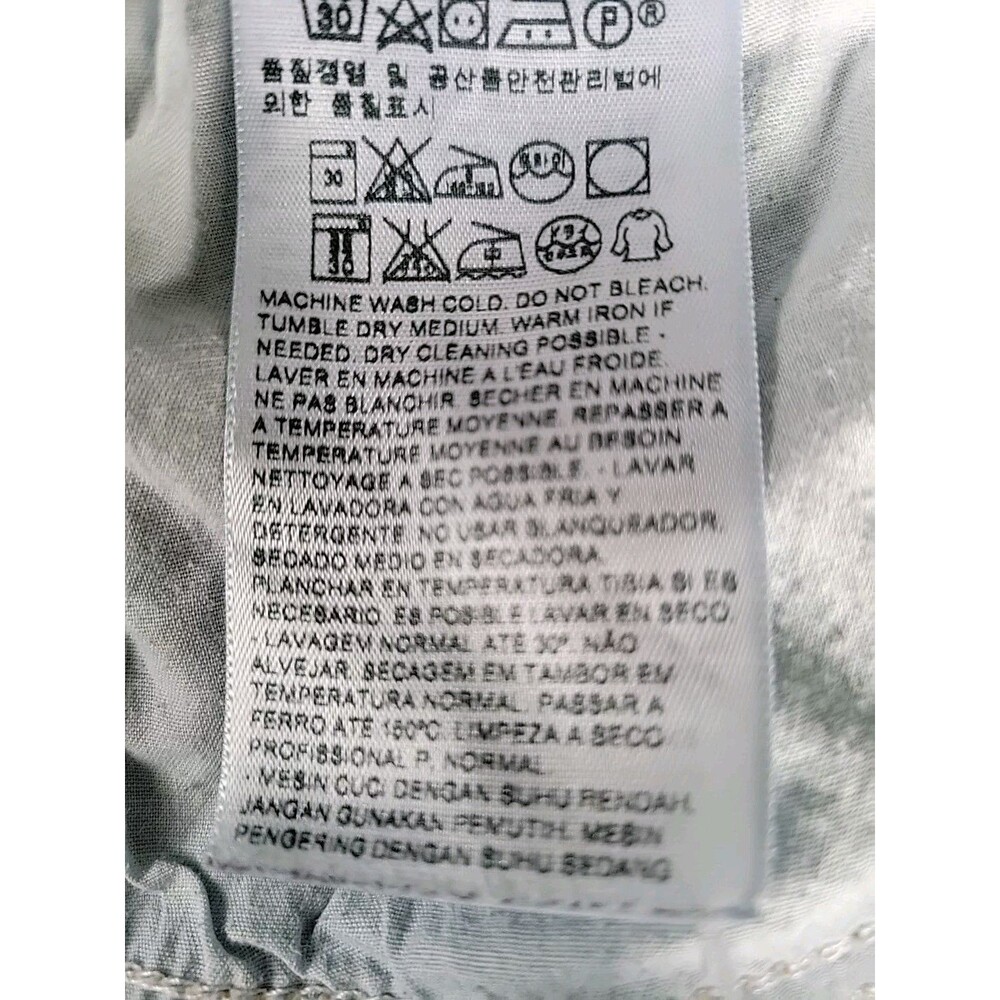 30 P ®
품질경영 및 공산품안전관리법에
의한 품질표시
30
30 中
MACHINE WASH COLD. DO NOT BLEACH.
TUMBLE DRY MEDIUM. WARM IRON IF
NEEDED. DRY CLEANING POSSIBLE -
LAVER EN MACHINE A L'EAU FROIDE.
NE PAS BLANCHIR. SECHER EN MACHINE
A TEMPERATURE MOYENNE. REPASSER A
TEMPERATURE MOYENNE AU BESOIN
NETTOYAGE A SEC POSSIBLE. - LAVAR
EN LAVADORA CON AGUA FRIA Y
DETERGENTE. NO USAR BLANQUEADOR.
SECADO MEDIO EN SECADORA.
PLANCHAR EN TEMPERATURA TIBIA SI ES
NECESARIO. ES POSIBLE LAVAR EN SECO.
- LAVAGEM NORMAL ATÉ 30º. NÃO
ALVEJAR. SECAGEM EM TAMBOR EM
TEMPERATURA NORMAL. PASSAR A
FERRO ATÉ 150ºC. LIMPEZA A SECO
PROFISSIONAL P. NORMAL.
- MESIN CUCI DENGAN SUHU RENDAH.
JANGAN GUNAKAN PEMUTIH. MESIN
PENGERING DENGAN SUHU SEDANG